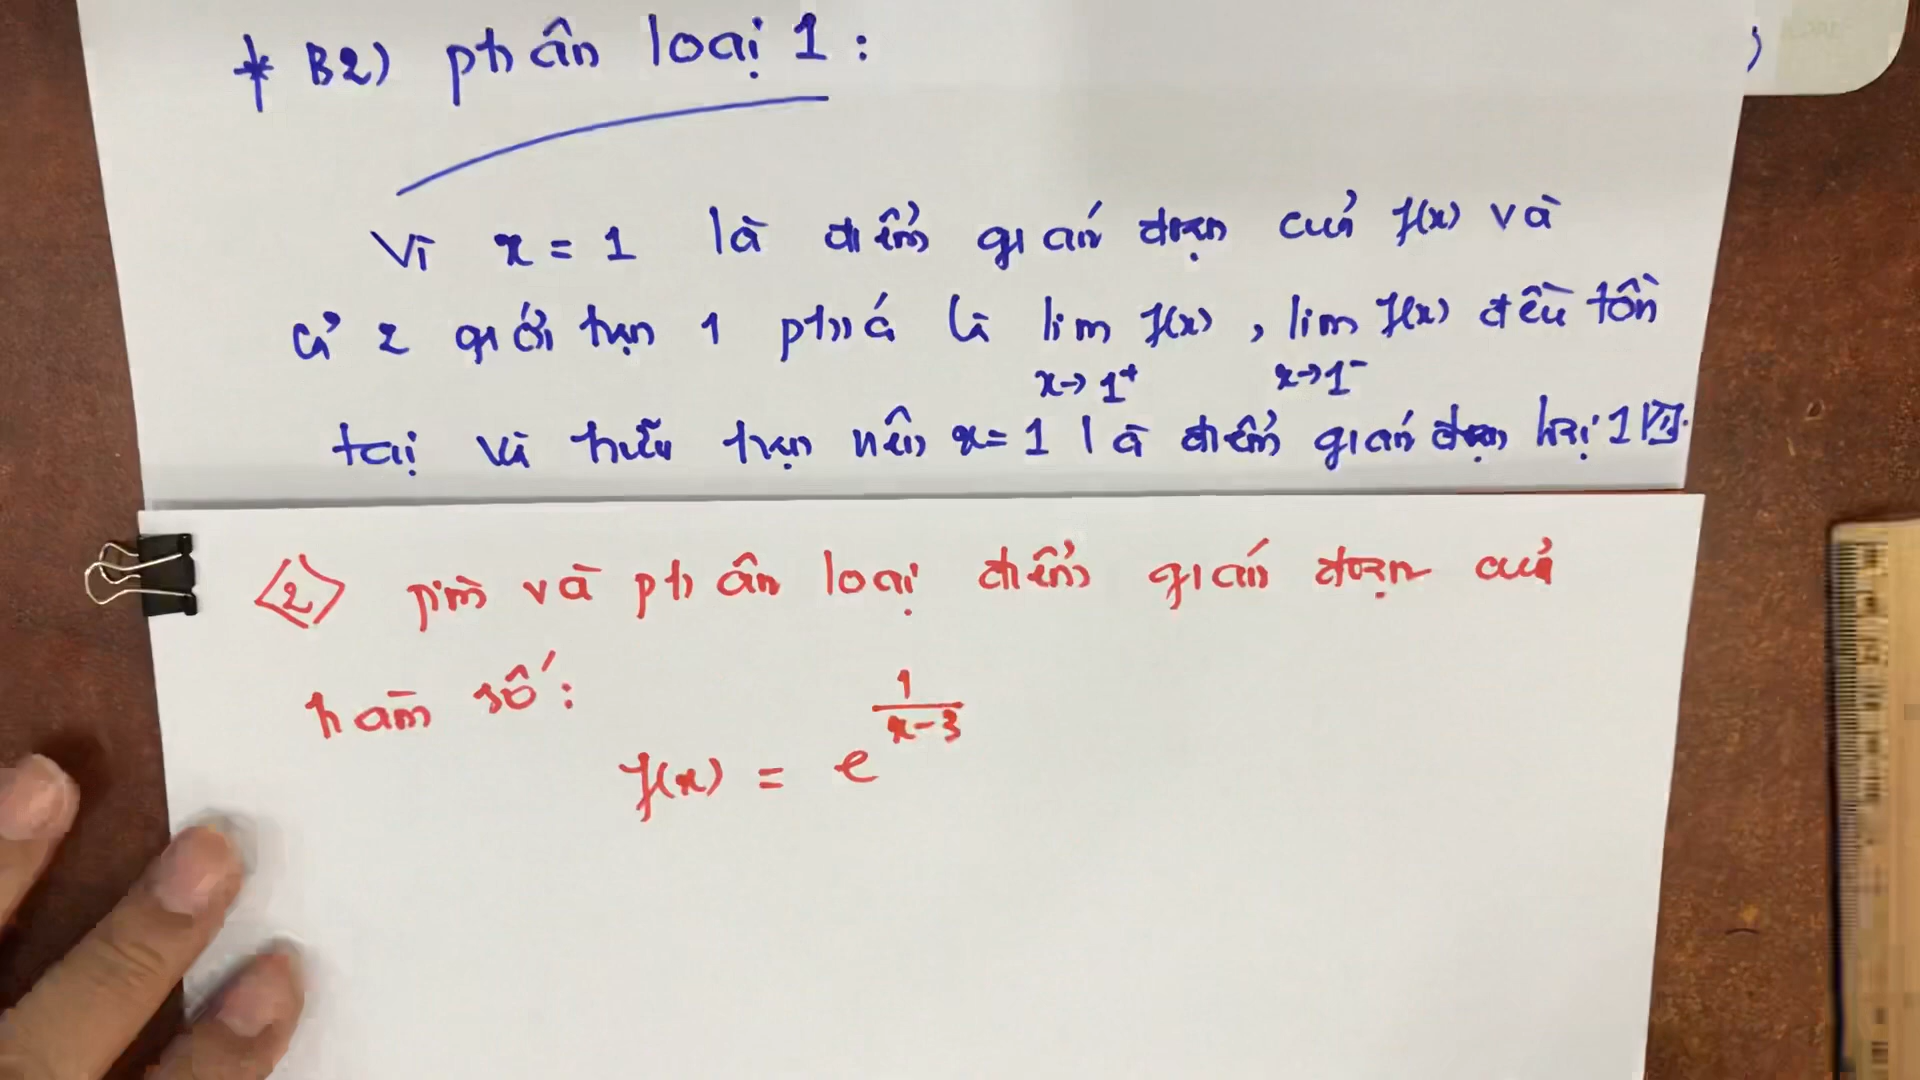 * B2) phân loại 1:
Vì x = 1 là điểm gián đoạn của f(x) và
cả 2 giới hạn 1 phía là lim f(x), lim f(x) đều tồn
x→1⁺ x→1⁻
tại và hữu hạn nên x=1 là điểm gián đoạn loại 1
2 Tìm và phân loại điểm gián đoạn của
hàm số:
f(x) = e^{\frac{1}{x-3}}